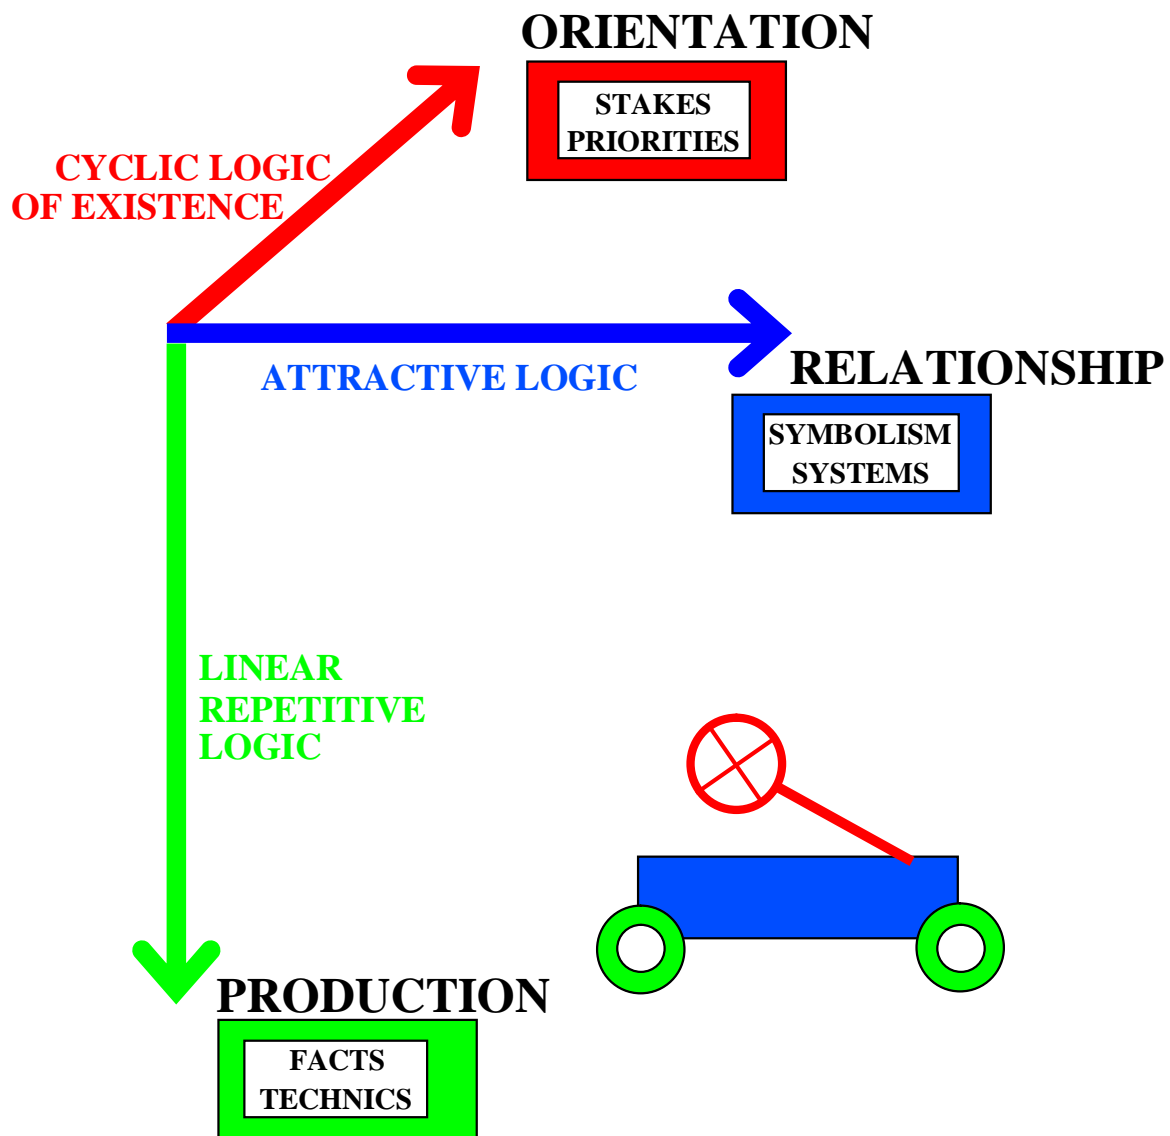 ORIENTATION
STAKES
PRIORITIES
CYCLIC LOGIC
OF EXISTENCE
ATTRACTIVE LOGIC
RELATIONSHIP
SYMBOLISM
SYSTEMS
LINEAR
REPETITIVE
LOGIC
PRODUCTION
FACTS
TECHNICS